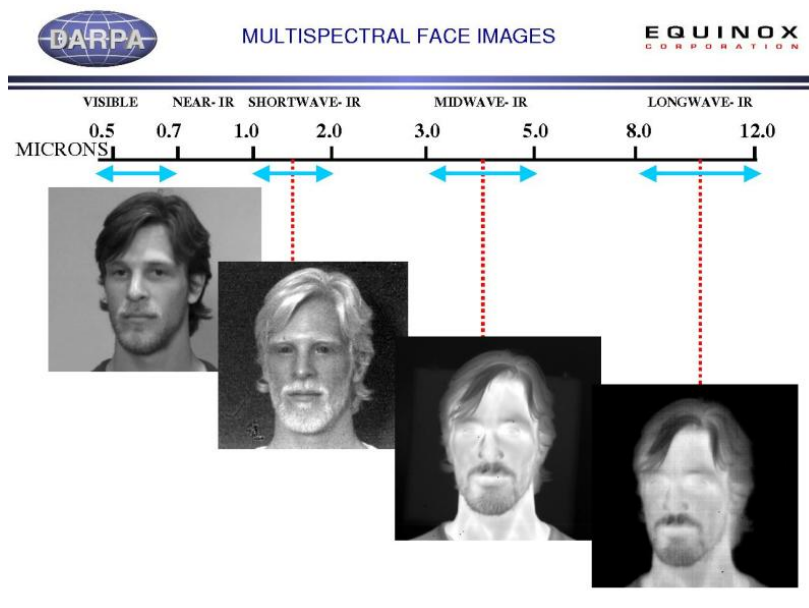 DARPA
MULTISPECTRAL FACE IMAGES
EQUINOX
CORPORATION
VISIBLE NEAR- IR SHORTWAVE- IR MIDWAVE- IR LONGWAVE- IR
0.5 0.7 1.0 2.0 3.0 5.0 8.0 12.0
MICRONS